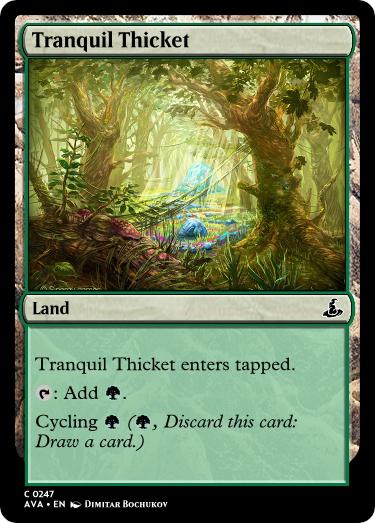 Tranquil Thicket
Land
Tranquil Thicket enters tapped.
: Add .
Cycling (, Discard this card:
Draw a card.)
C 0247
AVA • EN Dimitar Bochukov